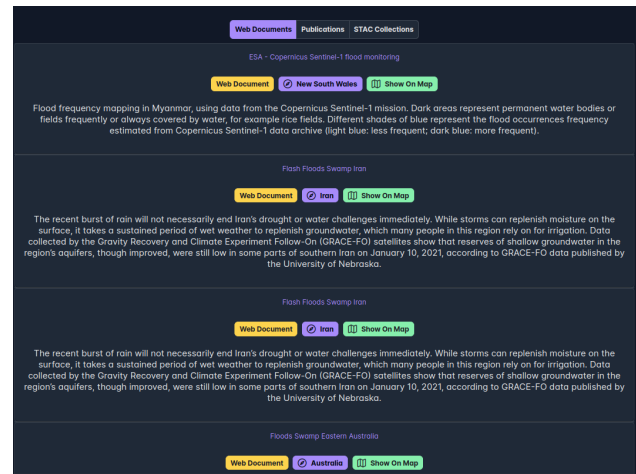 Web Documents Publications STAC Collections
ESA - Copernicus Sentinel-1 flood monitoring
Web Document New South Wales Show On Map
Flood frequency mapping in Myanmar, using data from the Copernicus Sentinel-1 mission. Dark areas represent permanent water bodies or
fields frequently or always covered by water, for example rice fields. Different shades of blue represent the flood occurrences frequency
estimated from Copernicus Sentinel-1 data archive (light blue: less frequent; dark blue: more frequent).
Flash Floods Swamp Iran
Web Document Iran Show On Map
The recent burst of rain will not necessarily end Iran's drought or water challenges immediately. While storms can replenish moisture on the
surface, it takes a sustained period of wet weather to replenish groundwater, which many people in this region rely on for irrigation. Data
collected by the Gravity Recovery and Climate Experiment Follow-On (GRACE-FO) satellites show that reserves of shallow groundwater in the
region's aquifers, though improved, were still low in some parts of southern Iran on January 10, 2021, according to GRACE-FO data published by
the University of Nebraska.
Flash Floods Swamp Iran
Web Document Iran Show On Map
The recent burst of rain will not necessarily end Iran's drought or water challenges immediately. While storms can replenish moisture on the
surface, it takes a sustained period of wet weather to replenish groundwater, which many people in this region rely on for irrigation. Data
collected by the Gravity Recovery and Climate Experiment Follow-On (GRACE-FO) satellites show that reserves of shallow groundwater in the
region's aquifers, though improved, were still low in some parts of southern Iran on January 10, 2021, according to GRACE-FO data published by
the University of Nebraska.
Floods Swamp Eastern Australia
Web Document Australia Show On Map